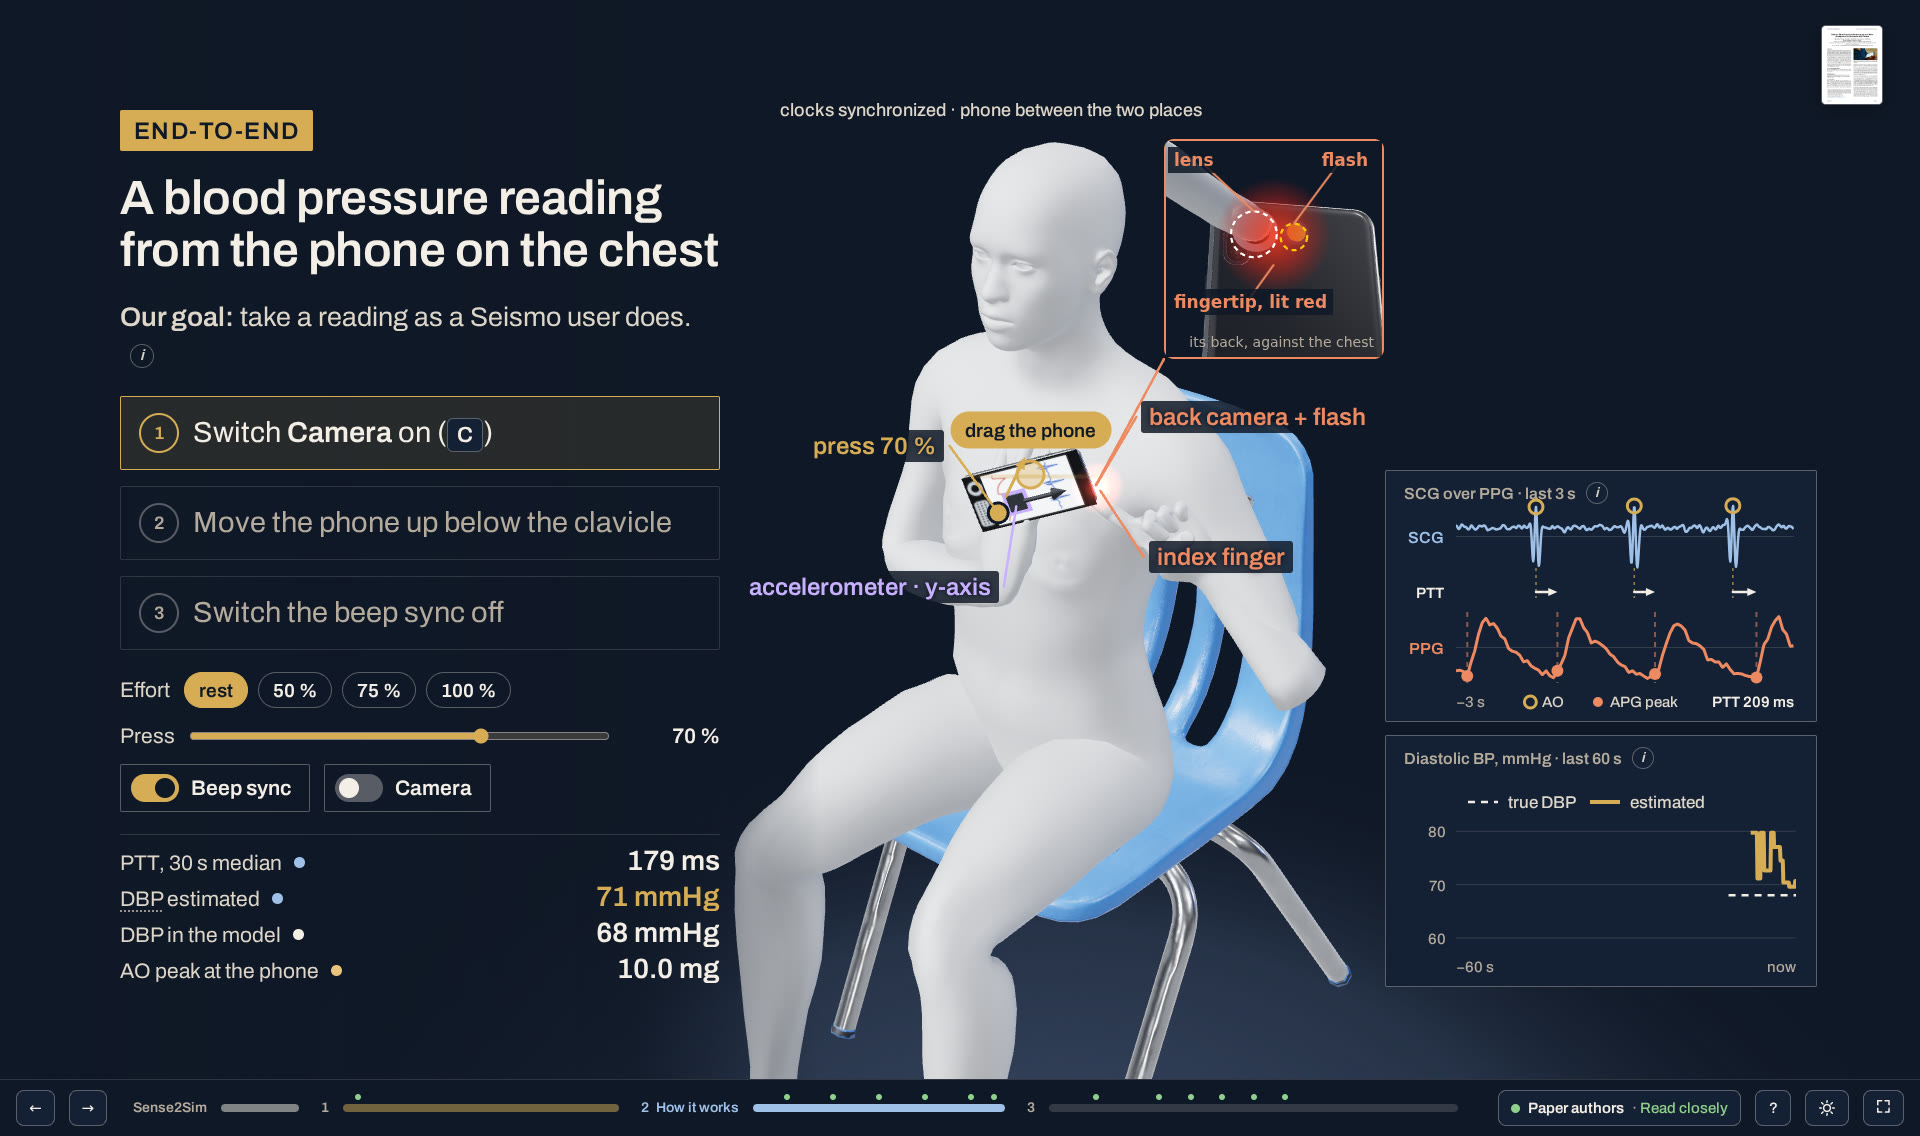 clocks synchronized · phone between the two places
END-TO-END
A blood pressure reading
from the phone on the chest
Our goal: take a reading as a Seismo user does.
i
1 Switch Camera on ( C )
2 Move the phone up below the clavicle
3 Switch the beep sync off
Effort rest 50 % 75 % 100 %
Press 70 %
Beep sync Camera
PTT, 30 s median 179 ms
DBP estimated 71 mmHg
DBP in the model 68 mmHg
AO peak at the phone 10.0 mg
lens flash
fingertip, lit red
its back, against the chest
back camera + flash
drag the phone
press 70 %
index finger
accelerometer · y-axis
SCG over PPG · last 3 s i
SCG
PTT
PPG
−3 s AO APG peak PTT 209 ms
Diastolic BP, mmHg · last 60 s i
true DBP estimated
80
70
60
−60 s now
← → Sense2Sim 1 2 How it works 3 Paper authors · Read closely ?